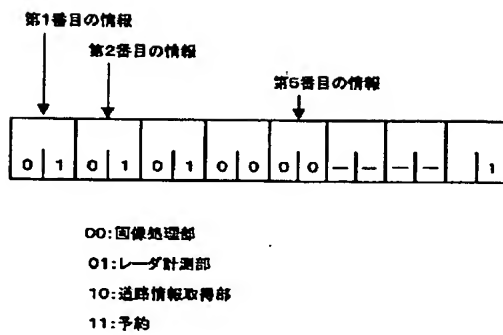 第1番目の情報
第2番目の情報
第5番目の情報
0 1 0 1 0 1 0 0 0 0 — — — — 1
00:画像処理部
01:レーダ計測部
10:道路情報取得部
11:予約